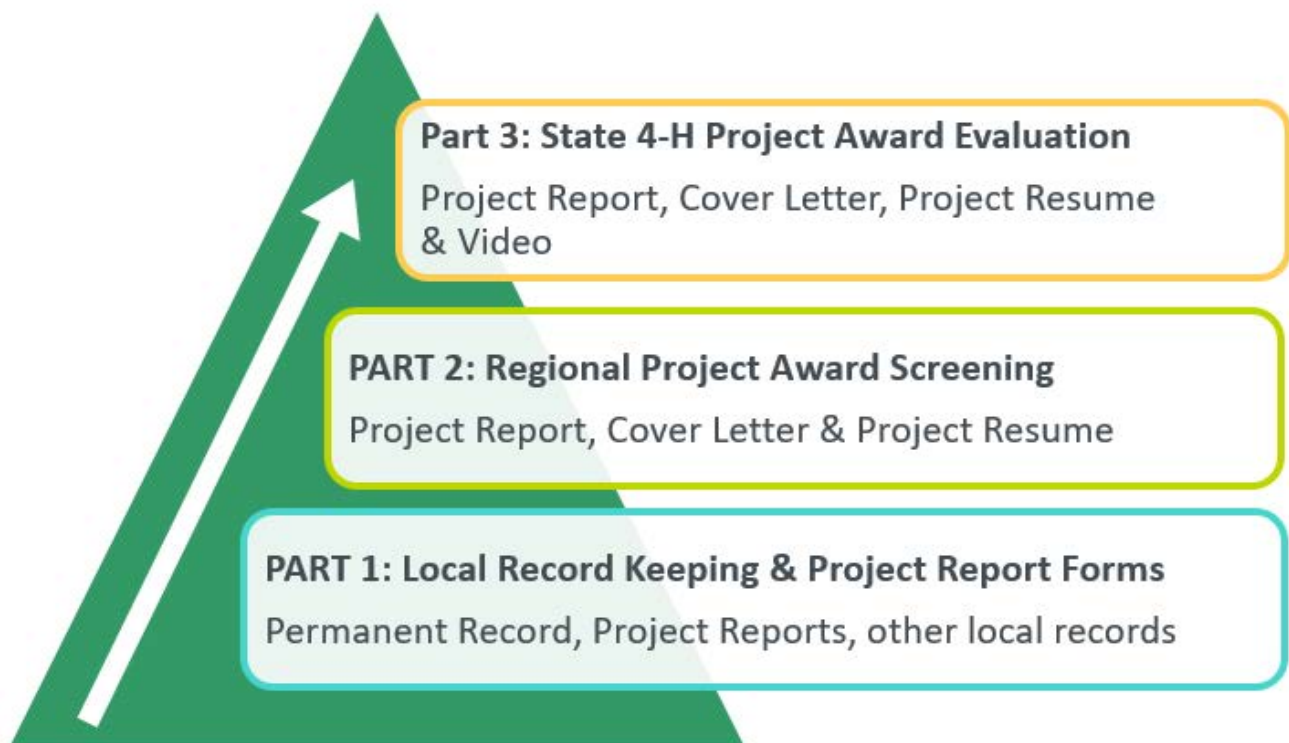 Part 3: State 4-H Project Award Evaluation
Project Report, Cover Letter, Project Resume
& Video
PART 2: Regional Project Award Screening
Project Report, Cover Letter & Project Resume
PART 1: Local Record Keeping & Project Report Forms
Permanent Record, Project Reports, other local records